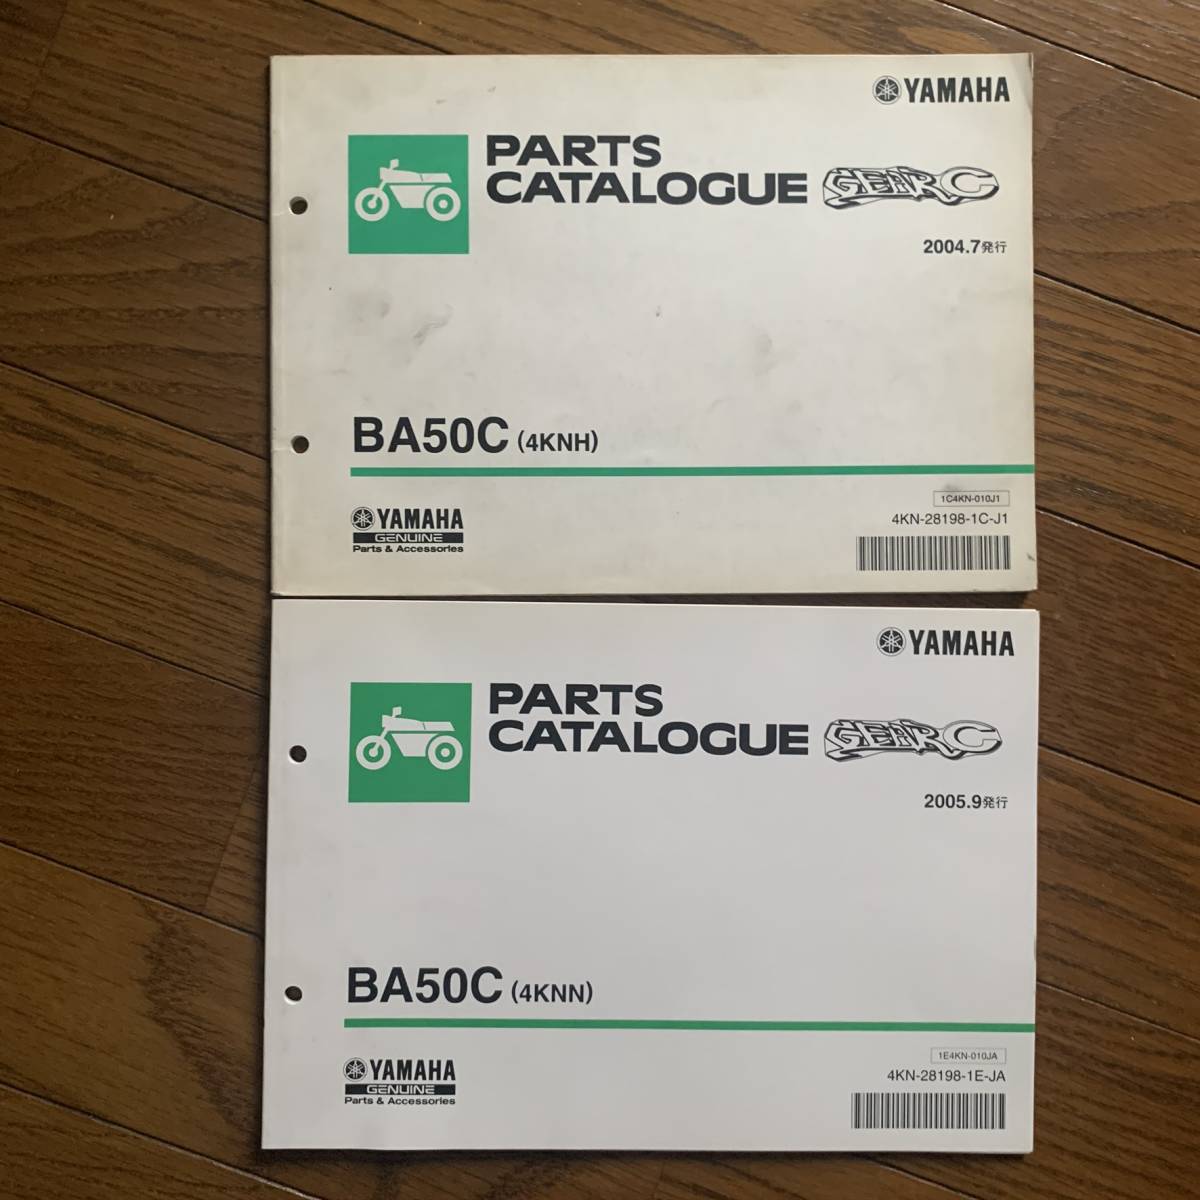 YAMAHA
PARTS
CATALOGUE GEAR C
2004.7発行
BA50C (4KNH)
1C4KN-010J1
4KN-28198-1C-J1
YAMAHA
GENUINE
Parts & Accessories
YAMAHA
PARTS
CATALOGUE GEAR C
2005.9発行
BA50C (4KNN)
1E4KN-010JA
4KN-28198-1E-JA
YAMAHA
GENUINE
Parts & Accessories